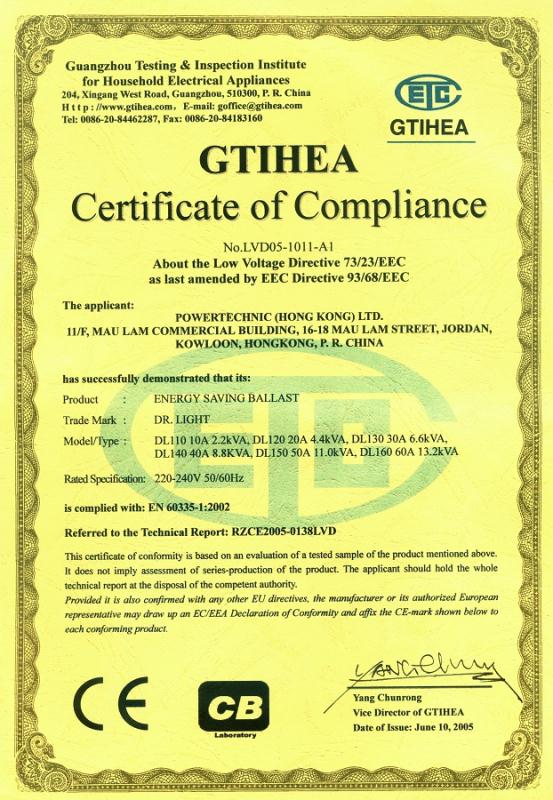 Guangzhou Testing & Inspection Institute
for Household Electrical Appliances
204, Xingang West Road, Guangzhou, 510300, P. R. China
Http://www.gtihea.com, E-mail: goffice@gtihea.com
Tel: 0086-20-84462287, Fax: 0086-20-84183160
ETC
GTIHEA
GTIHEA
Certificate of Compliance
No.LVD05-1011-A1
About the Low Voltage Directive 73/23/EEC
as last amended by EEC Directive 93/68/EEC
The applicant:
POWERTECHNIC (HONG KONG) LTD.
11/F, MAU LAM COMMERCIAL BUILDING, 16-18 MAU LAM STREET, JORDAN,
KOWLOON, HONGKONG, P. R. CHINA
has successfully demonstrated that its:
Product : ENERGY SAVING BALLAST
Trade Mark : DR. LIGHT
Model/Type : DL110 10A 2.2kVA, DL120 20A 4.4kVA, DL130 30A 6.6kVA,
DL140 40A 8.8KVA, DL150 50A 11.0kVA, DL160 60A 13.2kVA
Rated Specification: 220-240V 50/60Hz
is complied with: EN 60335-1:2002
Referred to the Technical Report: RZCE2005-0138LVD
This certificate of conformity is based on an evaluation of a tested sample of the product mentioned above.
It does not imply assessment of series-production of the product. The applicant should hold the whole
technical report at the disposal of the competent authority.
Provided it is also confirmed with any other EU directives, the manufacturer or its authorized European
representative may draw up an EC/EEA Declaration of Conformity and affix the CE-mark shown below to
each conforming product.
CE
CB
Laboratory
Yang Chunrong
Vice Director of GTIHEA
Date of Issue: June 10, 2005